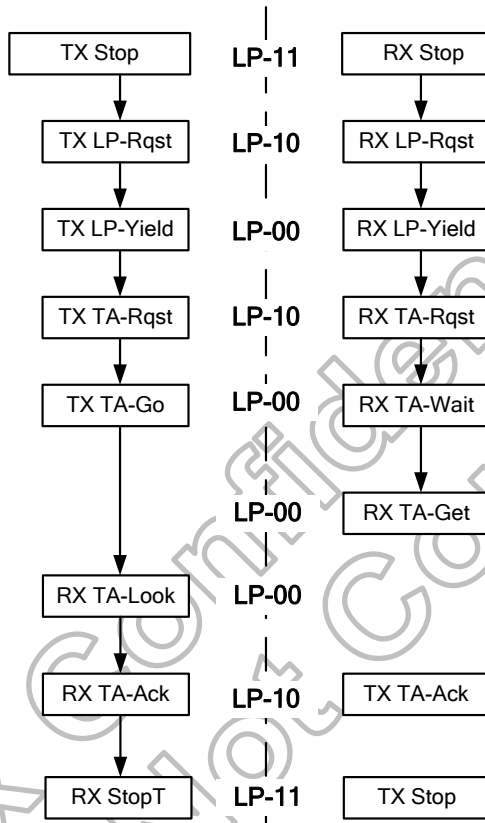 TX Stop LP-11 RX Stop
TX LP-Rqst LP-10 RX LP-Rqst
TX LP-Yield LP-00 RX LP-Yield
TX TA-Rqst LP-10 RX TA-Rqst
TX TA-Go LP-00 RX TA-Wait
LP-00 RX TA-Get
RX TA-Look LP-00
RX TA-Ack LP-10 TX TA-Ack
RX StopT LP-11 TX Stop